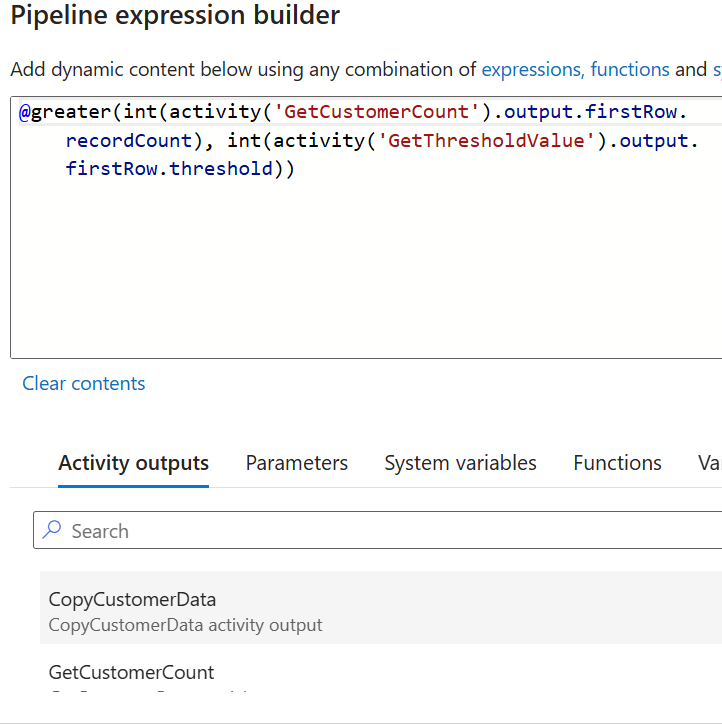 Pipeline expression builder
Add dynamic content below using any combination of expressions, functions and
@greater(int(activity('GetCustomerCount').output.firstRow.
recordCount), int(activity('GetThresholdValue').output.
firstRow.threshold))
Clear contents
Activity outputs Parameters System variables Functions
Search
CopyCustomerData
CopyCustomerData activity output
GetCustomerCount